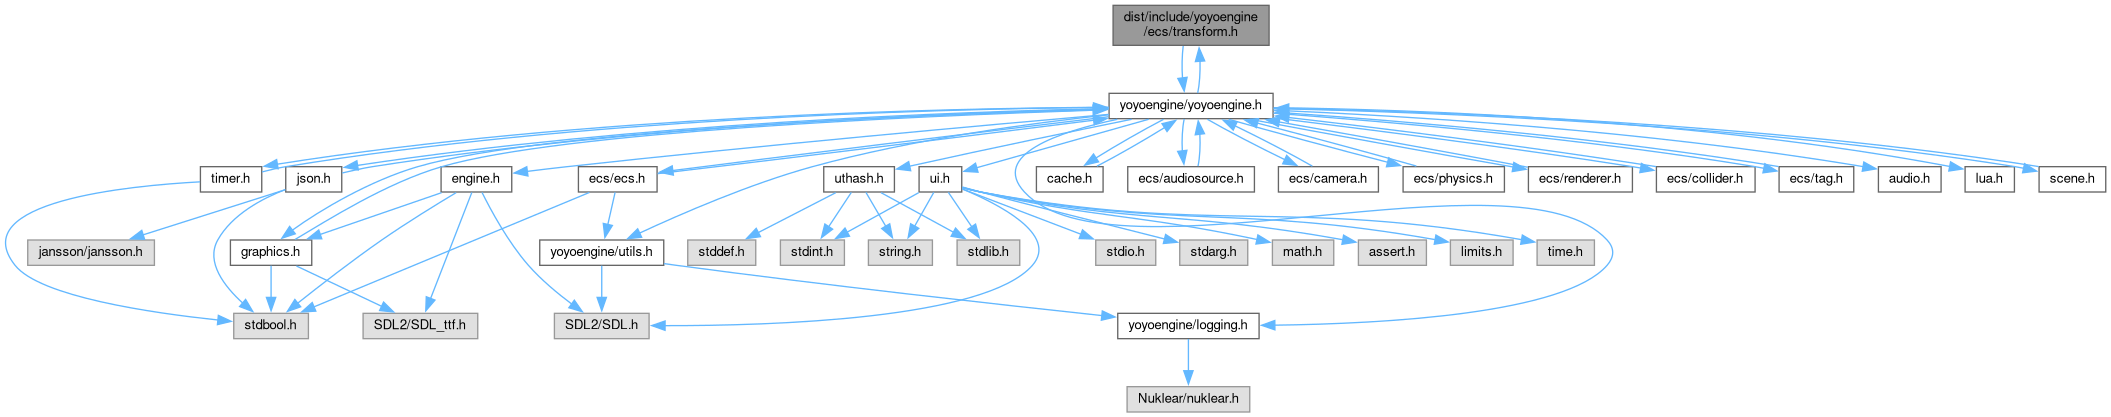 dist/include/yoyoengine
/ecs/transform.h
yoyoengine/yoyoengine.h
timer.h
json.h
engine.h
ecs/ecs.h
uthash.h
ui.h
cache.h
ecs/audiosource.h
ecs/camera.h
ecs/physics.h
ecs/renderer.h
ecs/collider.h
ecs/tag.h
audio.h
lua.h
scene.h
jansson/jansson.h
graphics.h
yoyoengine/utils.h
stddef.h
stdint.h
string.h
stdlib.h
stdio.h
stdarg.h
math.h
assert.h
limits.h
time.h
stdbool.h
SDL2/SDL_ttf.h
SDL2/SDL.h
yoyoengine/logging.h
Nuklear/nuklear.h